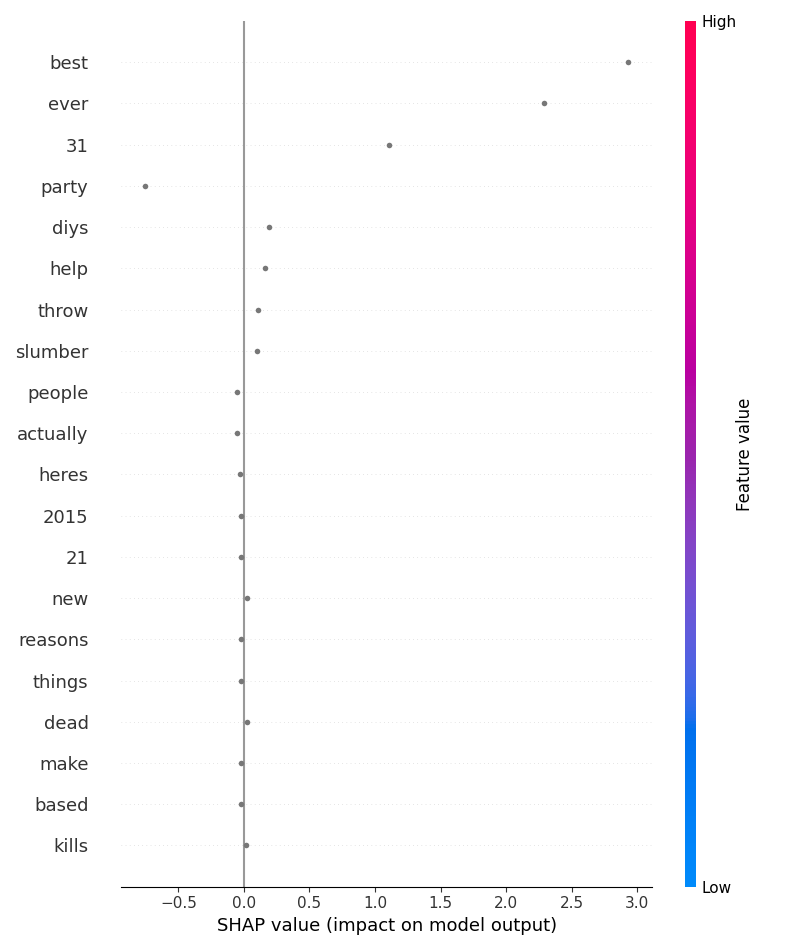 High
best
ever
31
party
diys
help
throw
slumber
people
actually
heres
2015
21
new
reasons
things
dead
make
based
kills
Feature value
Low
−0.5 0.0 0.5 1.0 1.5 2.0 2.5 3.0
SHAP value (impact on model output)